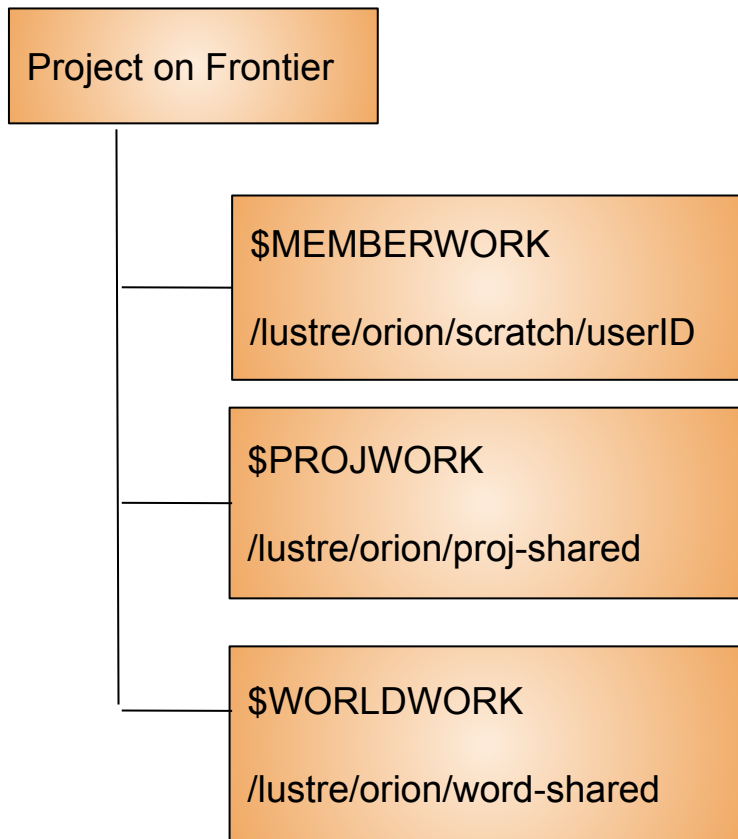 Project on Frontier
$MEMBERWORK
/lustre/orion/scratch/userID
$PROJWORK
/lustre/orion/proj-shared
$WORLDWORK
/lustre/orion/word-shared